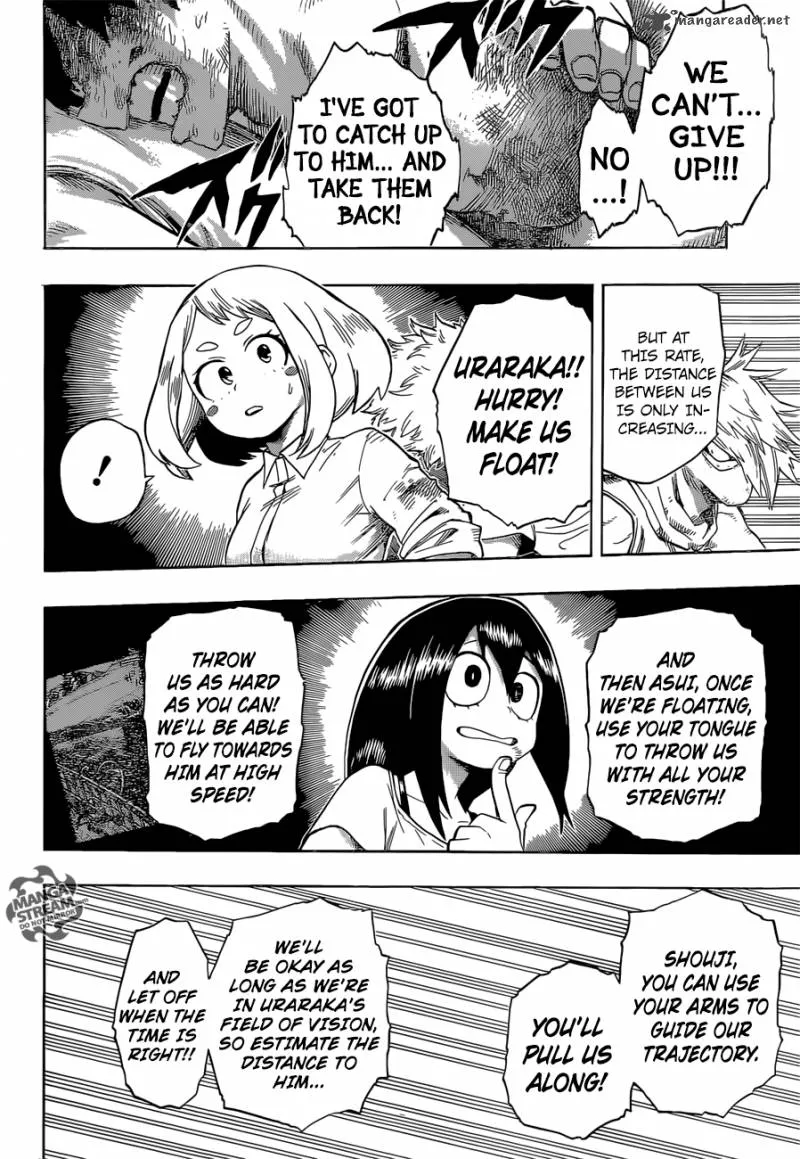 mangareader.net
WE
CAN'T...
GIVE
UP!!!
NO
...!
I'VE GOT
TO CATCH UP
TO HIM... AND
TAKE THEM
BACK!
BUT AT
THIS RATE,
THE DISTANCE
BETWEEN US
IS ONLY IN-
CREASING...
URARAKA!!
HURRY!
MAKE US
FLOAT!
!
AND
THEN ASUI, ONCE
WE'RE FLOATING,
USE YOUR TONGUE
TO THROW US
WITH ALL YOUR
STRENGTH!
THROW
US AS HARD
AS YOU CAN!
WE'LL BE ABLE
TO FLY TOWARDS
HIM AT HIGH
SPEED!
SHOUJI,
YOU CAN USE
YOUR ARMS TO
GUIDE OUR
TRAJECTORY.
YOU'LL
PULL US
ALONG!
WE'LL
BE OKAY AS
LONG AS WE'RE
IN URARAKA'S
FIELD OF VISION,
SO ESTIMATE THE
DISTANCE TO
HIM...
AND
LET OFF
WHEN THE
TIME IS
RIGHT!!
MANGA
STREAM.com
DO NOT MIRROR